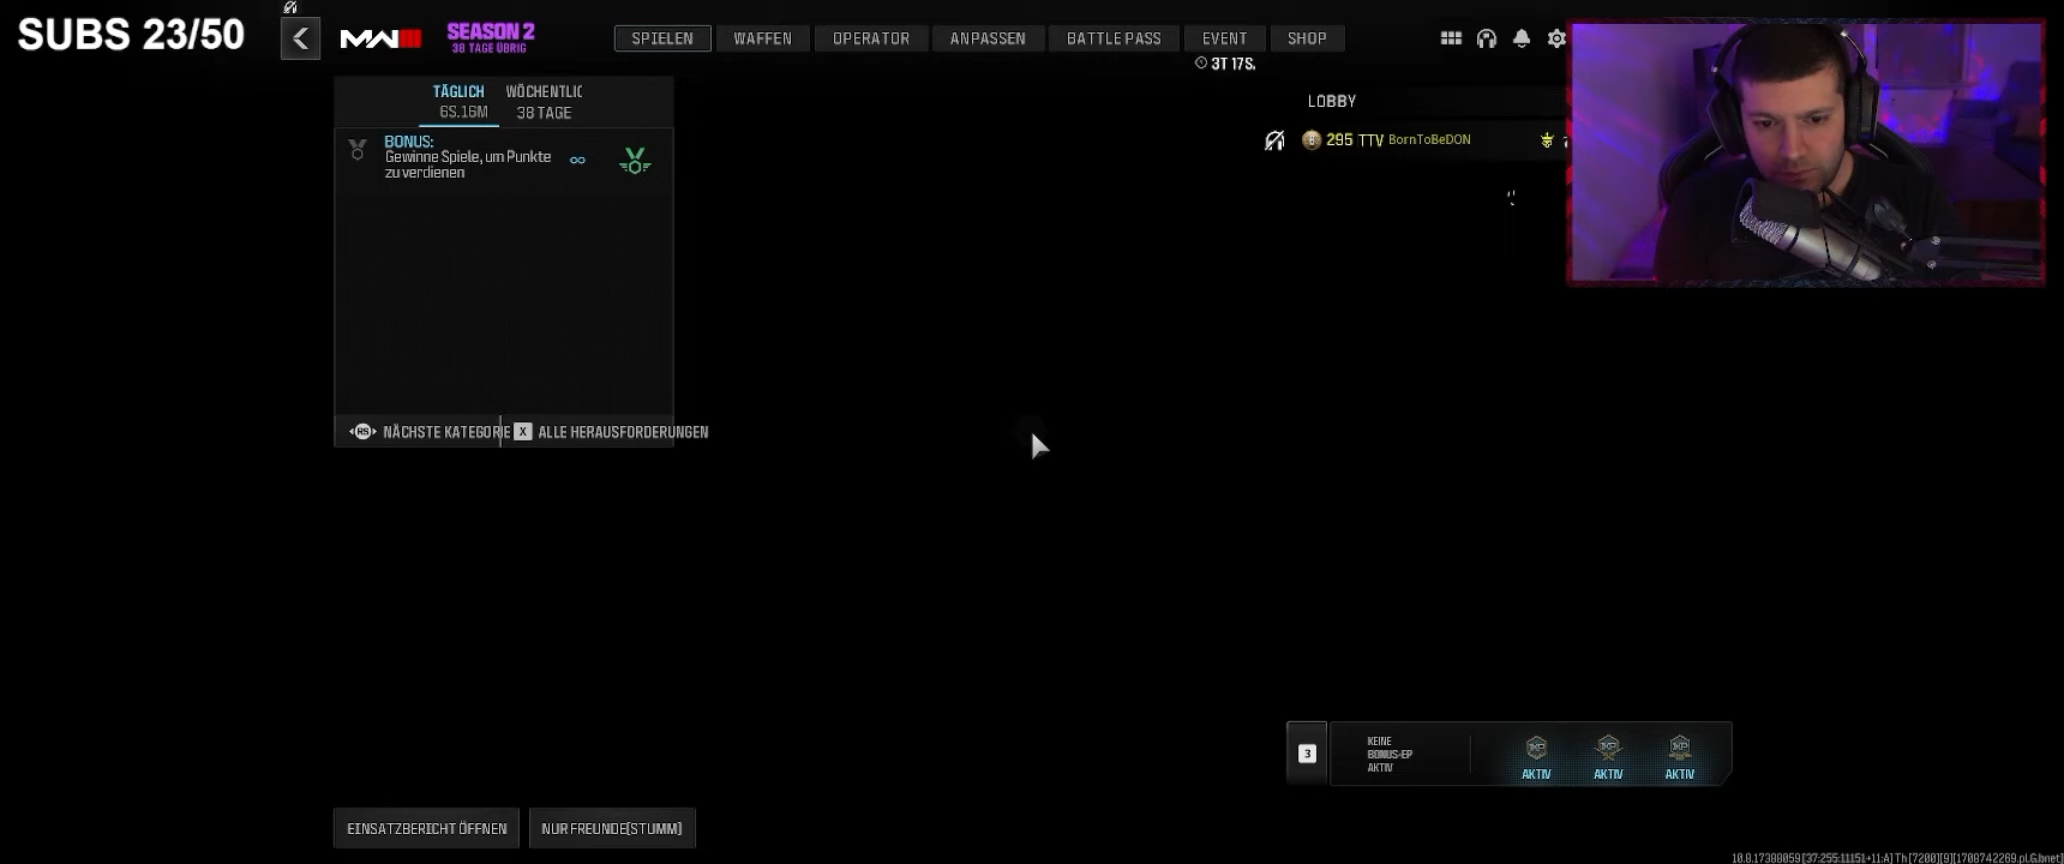 SUBS 23/50
MWIII
SEASON 2
38 TAGE ÜBRIG
SPIELEN
WAFFEN
OPERATOR
ANPASSEN
BATTLE PASS
EVENT
SHOP
3T 17S.
TÄGLICH
6S.16M
WÖCHENTLIC
38 TAGE
BONUS:
Gewinne Spiele, um Punkte
zu verdienen
NÄCHSTE KATEGORIE
X
ALLE HERAUSFORDERUNGEN
LOBBY
295 TTV BornToBeDON
3
KEINE
BONUS-EP
AKTIV
AKTIV
AKTIV
AKTIV
EINSATZBERICHT ÖFFNEN
NUR FREUNDE[STUMM]